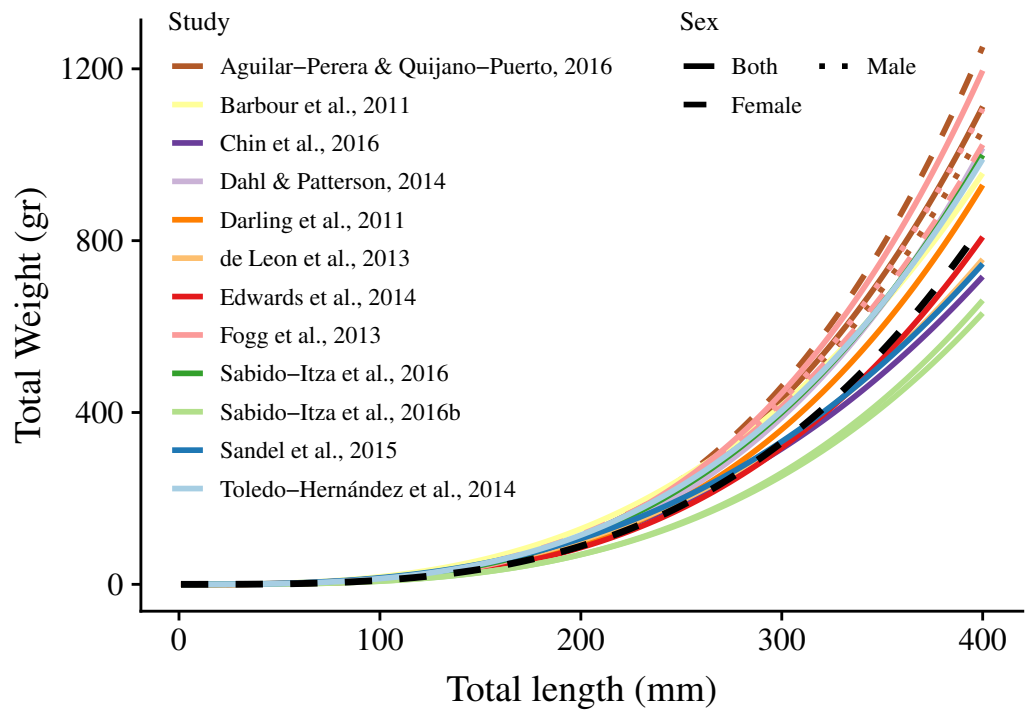 Study
Aguilar−Perera & Quijano−Puerto, 2016
Barbour et al., 2011
Chin et al., 2016
Dahl & Patterson, 2014
Darling et al., 2011
de Leon et al., 2013
Edwards et al., 2014
Fogg et al., 2013
Sabido−Itza et al., 2016
Sabido−Itza et al., 2016b
Sandel et al., 2015
Toledo−Hernández et al., 2014
Sex
Both
Male
Female
Total Weight (gr)
1200
800
400
0
0
100
200
300
400
Total length (mm)